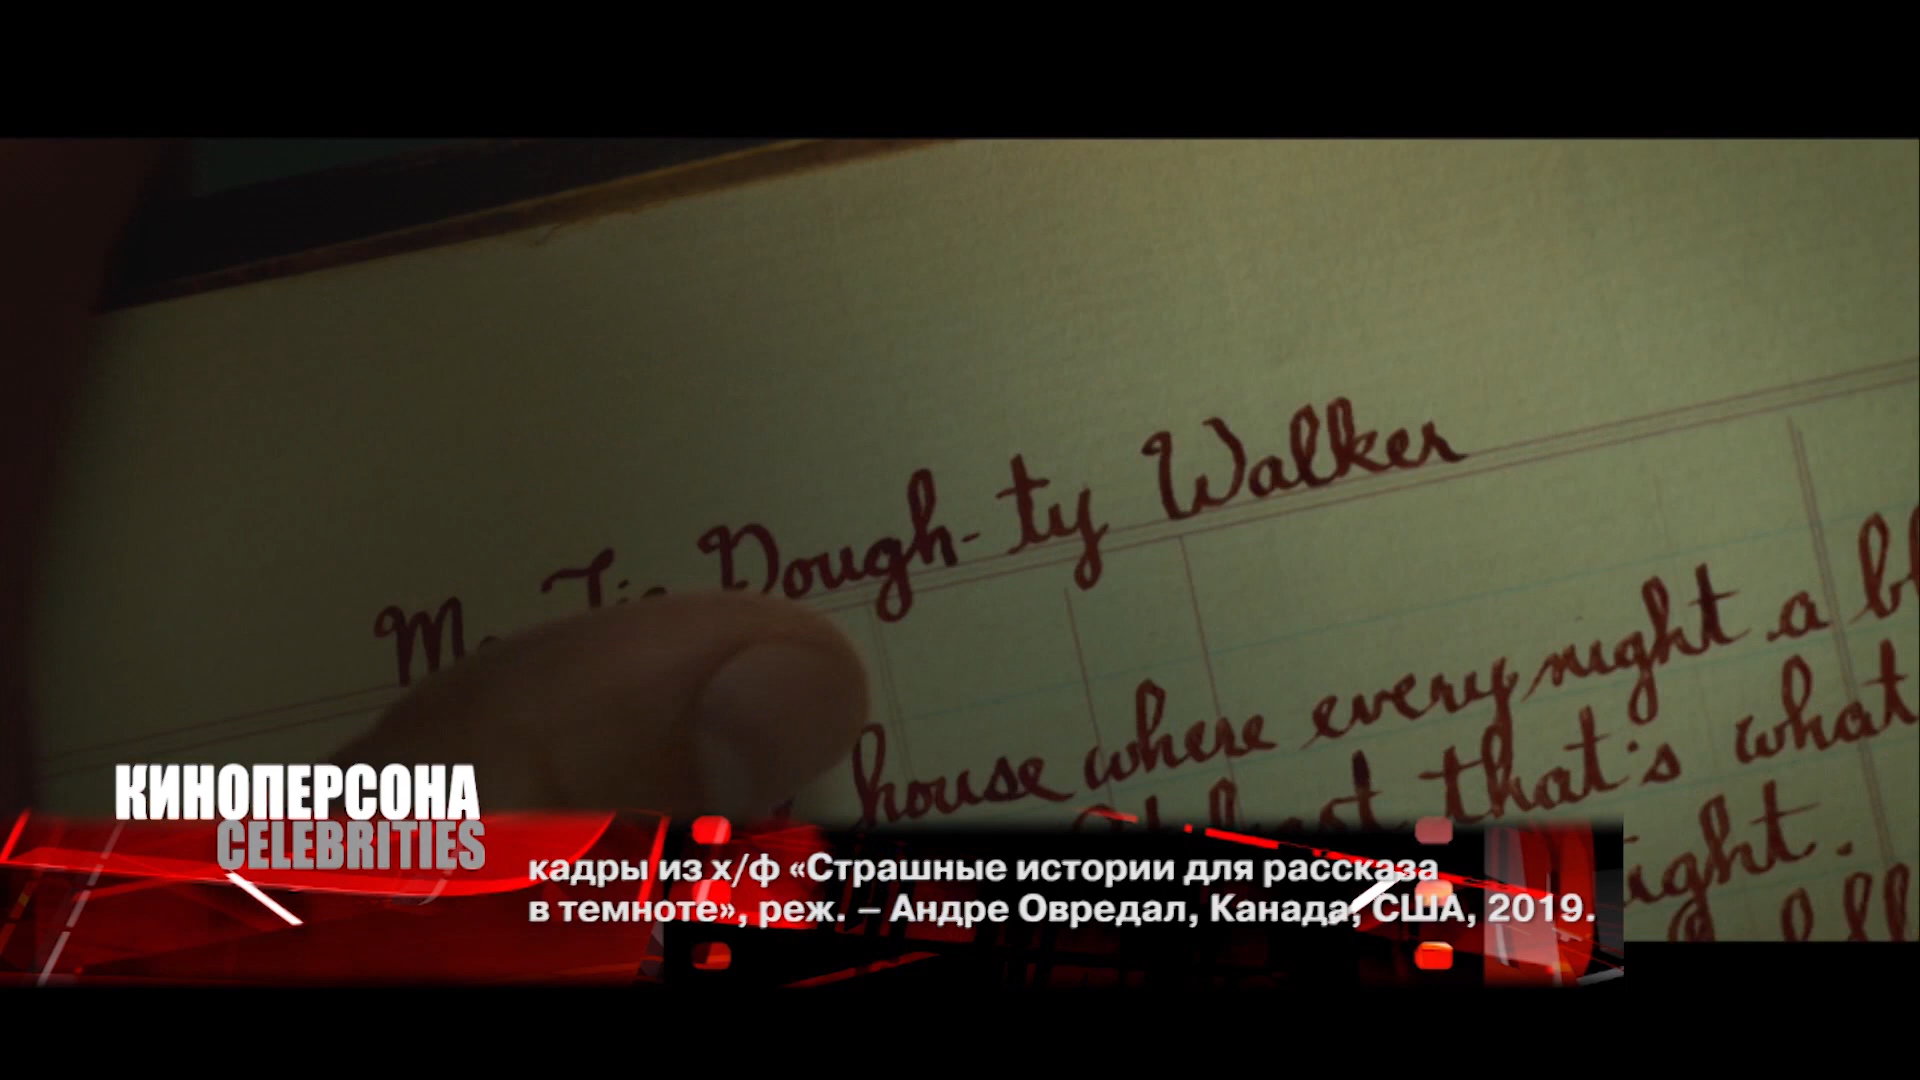 Dough-ty Walker
house where every night a
that's what
КИНОПЕРСОНА
CELEBRITIES
кадры из х/ф «Страшные истории для рассказа
в темноте», реж. – Андре Овредал, Канада, США, 2019.